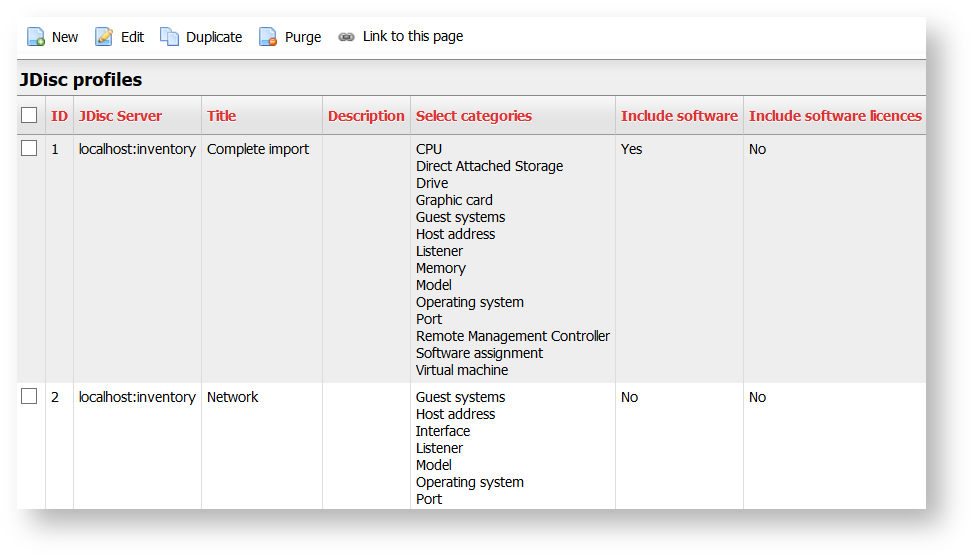 New Edit Duplicate Purge Link to this page
JDisc profiles
ID JDisc Server Title Description Select categories Include software Include software licences
1 localhost:inventory Complete import CPU Yes No
Direct Attached Storage
Drive
Graphic card
Guest systems
Host address
Listener
Memory
Model
Operating system
Port
Remote Management Controller
Software assignment
Virtual machine
2 localhost:inventory Network Guest systems No No
Host address
Interface
Listener
Model
Operating system
Port